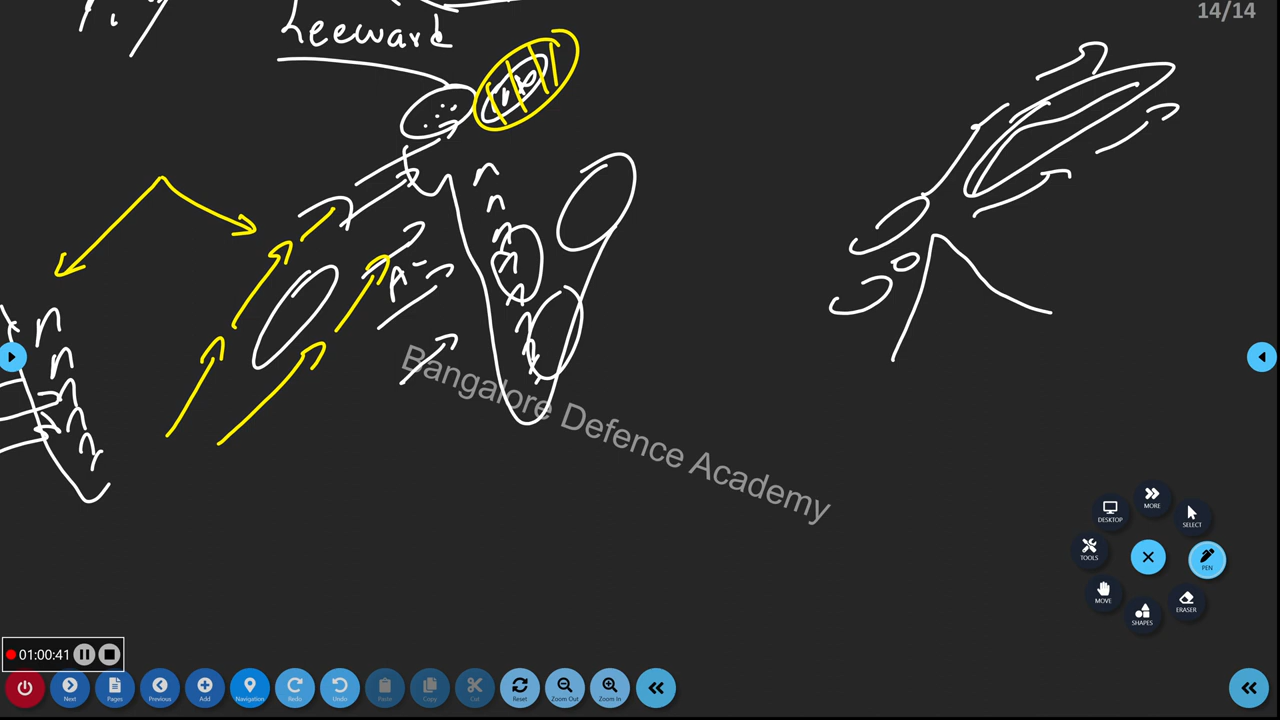 14/14
Leeward
A-
Bangalore Defence Academy
MORE
DESKTOP
SELECT
TOOLS
PEN
MOVE
ERASER
SHAPES
01:00:41
Next
Pages
Previous
Add
Navigation
Redo
Undo
Paste
Copy
Cut
Reset
Zoom Out
Zoom In